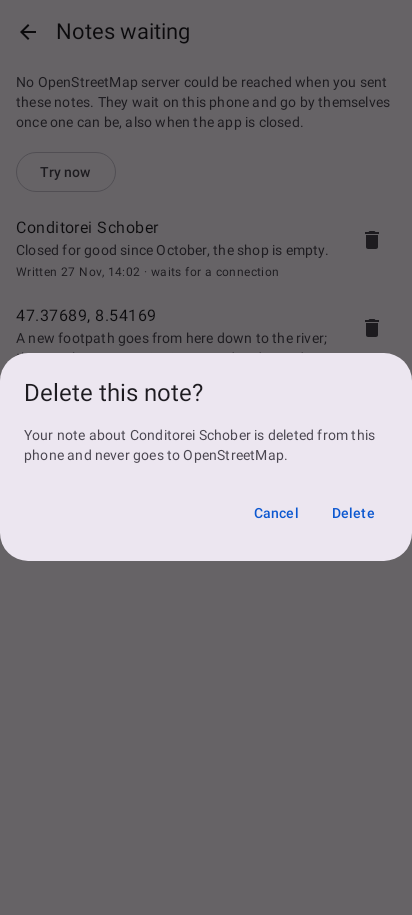 Notes waiting
No OpenStreetMap server could be reached when you sent
these notes. They wait on this phone and go by themselves
once one can be, also when the app is closed.
Try now
Conditorei Schober
Closed for good since October, the shop is empty.
Written 27 Nov, 14:02 · waits for a connection
47.37689, 8.54169
A new footpath goes from here down to the river;
Delete this note?
Your note about Conditorei Schober is deleted from this
phone and never goes to OpenStreetMap.
Cancel
Delete